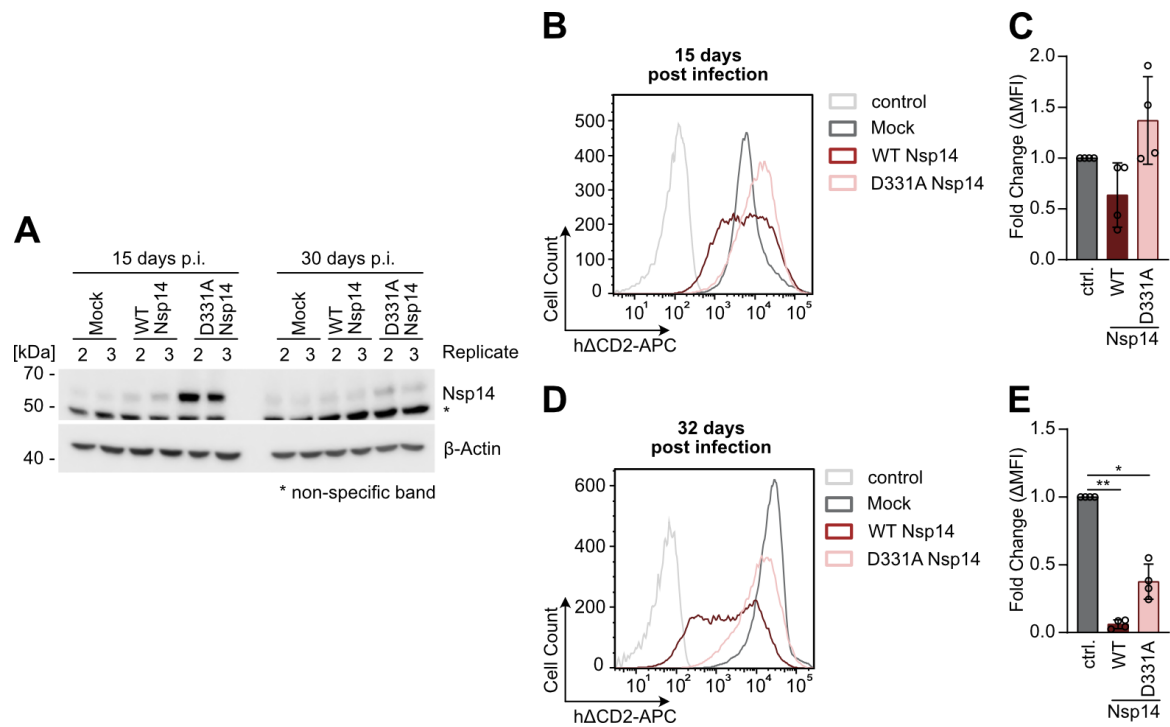 A
15 days p.i.
30 days p.i.
Mock
WT Nsp14
D331A Nsp14
Mock
WT Nsp14
D331A Nsp14
[kDa]
2 3 2 3 2 3 2 3 2 3 2 3
Replicate
70 -
50 -
Nsp14
*
40 -
β-Actin
* non-specific band
B
15 days
post infection
Cell Count
500
400
300
200
100
0
10¹ 10² 10³ 10⁴ 10⁵
hΔCD2-APC
control
Mock
WT Nsp14
D331A Nsp14
C
Fold Change (ΔMFI)
2.0
1.5
1.0
0.5
0.0
ctrl.
WT
D331A
Nsp14
D
32 days
post infection
Cell Count
600
400
200
0
10¹ 10² 10³ 10⁴ 10⁵
hΔCD2-APC
control
Mock
WT Nsp14
D331A Nsp14
E
Fold Change (ΔMFI)
1.5
1.0
0.5
0.0
*
**
ctrl.
WT
D331A
Nsp14